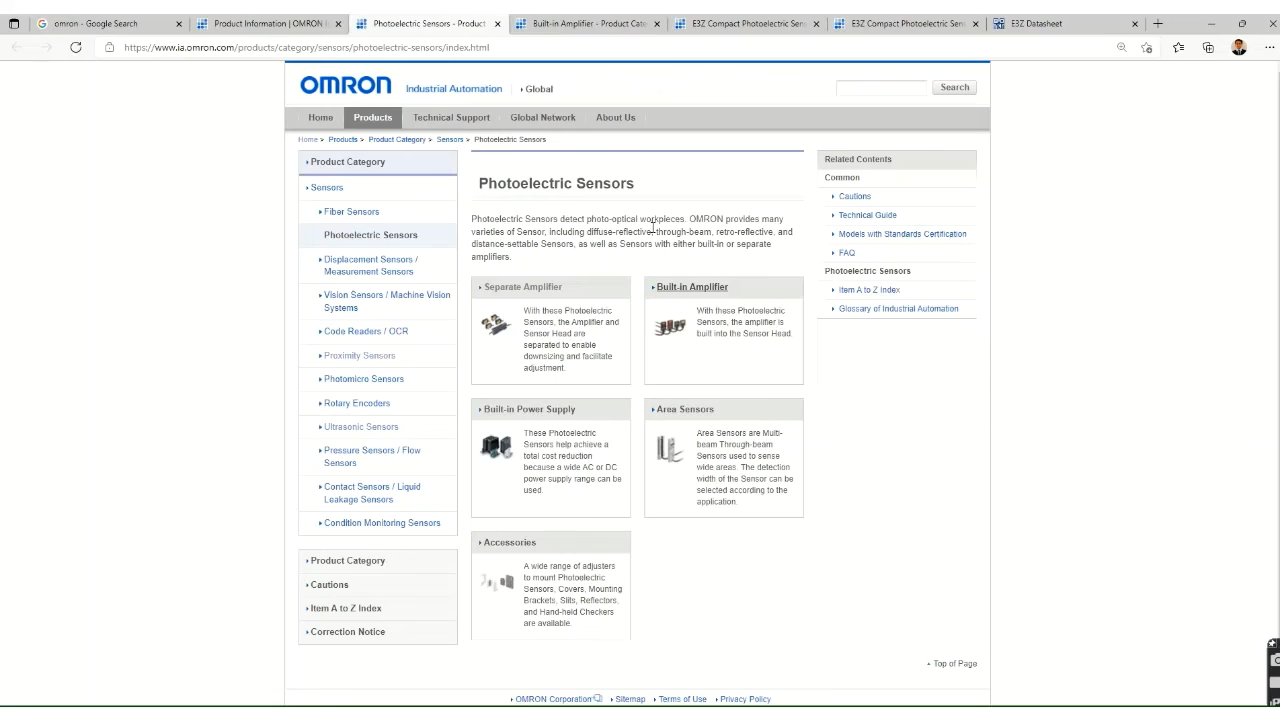 omron - Google Search
Product Information | OMRON I
Photoelectric Sensors - Product
Built-in Amplifier - Product Cate
E3Z Compact Photoelectric Sens
E3Z Compact Photoelectric Sens
E3Z Datasheet
https://www.ia.omron.com/products/category/sensors/photoelectric-sensors/index.html
OMRON Industrial Automation Global
Search
Home Products Technical Support Global Network About Us
Home > Products > Product Category > Sensors > Photoelectric Sensors
Product Category
Sensors
Fiber Sensors
Photoelectric Sensors
Displacement Sensors /
Measurement Sensors
Vision Sensors / Machine Vision
Systems
Code Readers / OCR
Proximity Sensors
Photomicro Sensors
Rotary Encoders
Ultrasonic Sensors
Pressure Sensors / Flow
Sensors
Contact Sensors / Liquid
Leakage Sensors
Condition Monitoring Sensors
Product Category
Cautions
Item A to Z Index
Correction Notice
Photoelectric Sensors
Photoelectric Sensors detect photo-optical workpieces. OMRON provides many
varieties of Sensor, including diffuse-reflective, through-beam, retro-reflective, and
distance-settable Sensors, as well as Sensors with either built-in or separate
amplifiers.
Separate Amplifier
With these Photoelectric
Sensors, the Amplifier and
Sensor Head are
separated to enable
downsizing and facilitate
adjustment.
Built-in Amplifier
With these Photoelectric
Sensors, the amplifier is
built into the Sensor Head.
Built-in Power Supply
These Photoelectric
Sensors help achieve a
total cost reduction
because a wide AC or DC
power supply range can be
used.
Area Sensors
Area Sensors are Multi-
beam Through-beam
Sensors used to sense
wide areas. The detection
width of the Sensor can be
selected according to the
application.
Accessories
A wide range of adjusters
to mount Photoelectric
Sensors, Covers, Mounting
Brackets, Slits, Reflectors,
and Hand-held Checkers
are available.
Related Contents
Common
Cautions
Technical Guide
Models with Standards Certification
FAQ
Photoelectric Sensors
Item A to Z Index
Glossary of Industrial Automation
Top of Page
OMRON Corporation Sitemap Terms of Use Privacy Policy